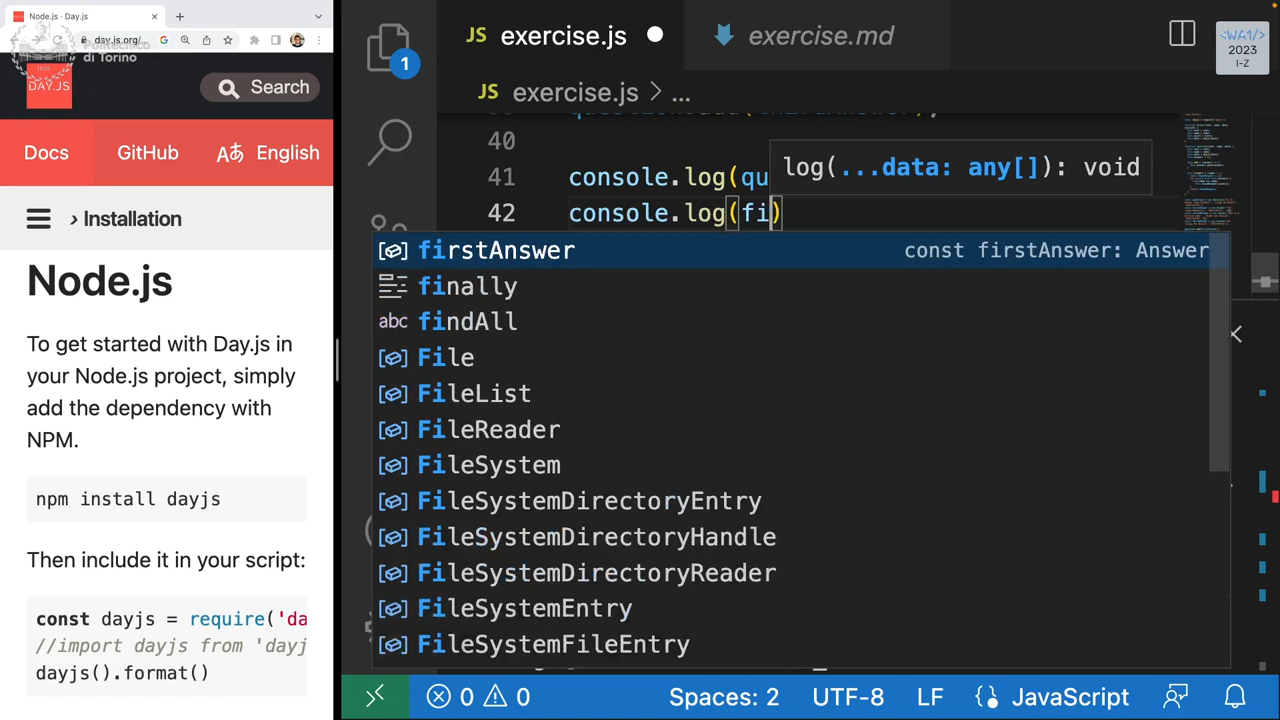 Node.js · Day.js
day.js.org/
Politecnico
di Torino
DAY.JS
Search
Docs
GitHub
English
› Installation
Node.js
To get started with Day.js in
your Node.js project, simply
add the dependency with
NPM.
npm install dayjs
Then include it in your script:
const dayjs = require('da
//import dayjs from 'dayj
dayjs().format()
1
JS exercise.js
exercise.md
<WA1/>
2023
I-Z
JS exercise.js > ...
40
41 console.log(qu
log(...data: any[]): void
42 console.log(fi)
firstAnswer const firstAnswer: Answer
finally
abc findAll
File
FileList
FileReader
FileSystem
FileSystemDirectoryEntry
FileSystemDirectoryHandle
FileSystemDirectoryReader
FileSystemEntry
FileSystemFileEntry
0 0 Spaces: 2 UTF-8 LF JavaScript